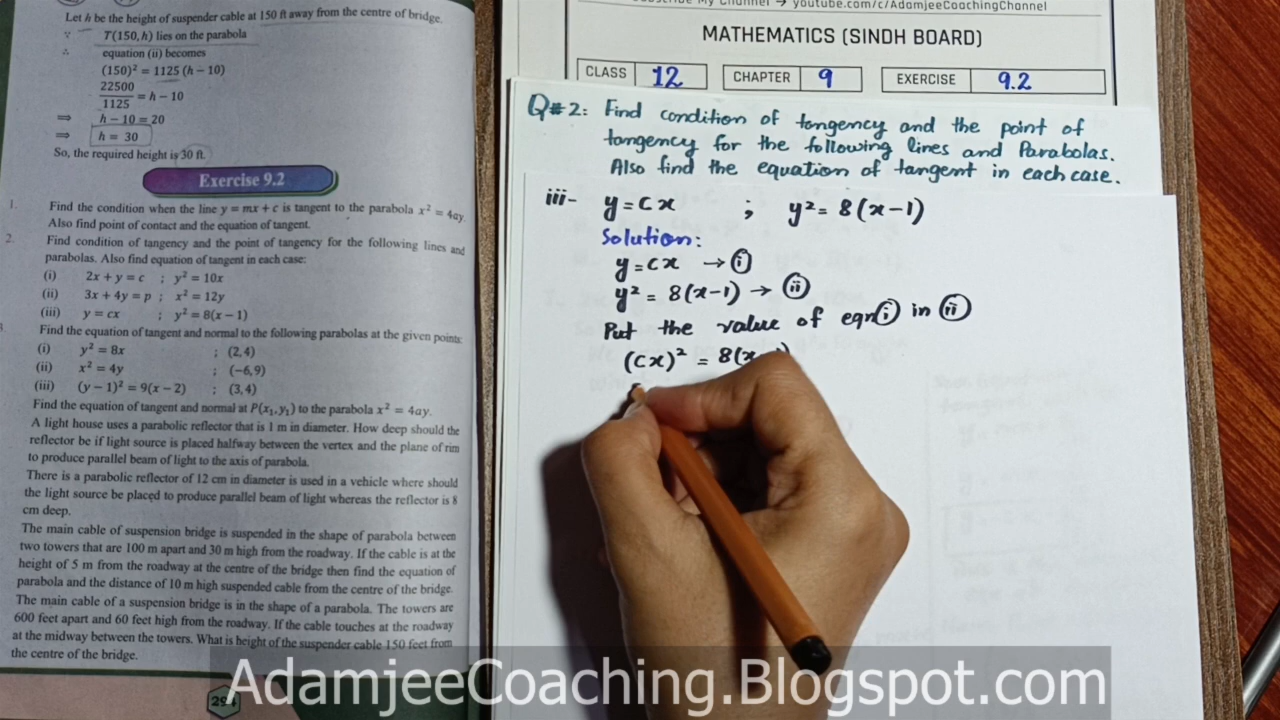 Let h be the height of suspender cable at 150 ft away from the centre of bridge.
∵ T(150, h) lies on the parabola
∴ equation (ii) becomes
(150)² = 1125 (h − 10)
22500
1125
= h − 10
⟹ h − 10 = 20
⟹ h = 30
So, the required height is 30 ft.
Exercise 9.2
1. Find the condition when the line y = mx + c is tangent to the parabola x² = 4ay.
Also find point of contact and the equation of tangent.
2. Find condition of tangency and the point of tangency for the following lines and
parabolas. Also find equation of tangent in each case:
(i) 2x + y = c ; y² = 10x
(ii) 3x + 4y = p ; x² = 12y
(iii) y = cx ; y² = 8(x − 1)
Find the equation of tangent and normal to the following parabolas at the given points:
(i) y² = 8x ; (2, 4)
(ii) x² = 4y ; (−6,9)
(iii) (y − 1)² = 9(x − 2) ; (3, 4)
Find the equation of tangent and normal at P(x₁, y₁) to the parabola x² = 4ay.
A light house uses a parabolic reflector that is 1 m in diameter. How deep should the
reflector be if light source is placed halfway between the vertex and the plane of rim
to produce parallel beam of light to the axis of parabola.
There is a parabolic reflector of 12 cm in diameter is used in a vehicle where should
the light source be placed to produce parallel beam of light whereas the reflector is 8
cm deep.
The main cable of suspension bridge is suspended in the shape of parabola between
two towers that are 100 m apart and 30 m high from the roadway. If the cable is at the
height of 5 m from the roadway at the centre of the bridge then find the equation of
parabola and the distance of 10 m high suspended cable from the centre of the bridge.
The main cable of a suspension bridge is in the shape of a parabola. The towers are
600 feet apart and 60 feet high from the roadway. If the cable touches at the roadway
at the midway between the towers. What is height of the suspender cable 150 feet from
the centre of the bridge.
My Channel → youtube.com/c/AdamjeeCoachingChannel
MATHEMATICS (SINDH BOARD)
CLASS 12 CHAPTER 9 EXERCISE 9.2
Q#2: Find condition of tangency and the point of
tangency for the following lines and Parabolas.
Also find the equation of tangent in each case.
iii- y = cx ; y² = 8(x−1)
Solution:
y = cx → (i)
y² = 8(x−1) → (ii)
Put the value of eqn (i) in (ii)
(cx)² = 8(x
AdamjeeCoaching.Blogspot.com